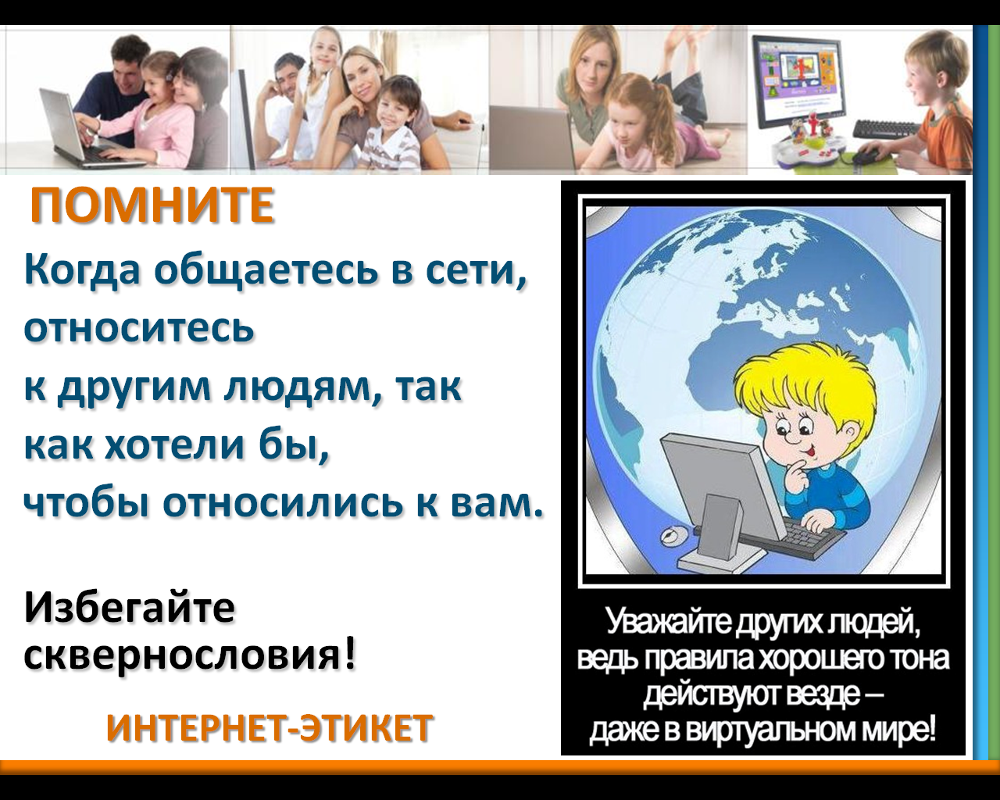 ПОМНИТЕ
Когда общаетесь в сети,
относитесь
к другим людям, так
как хотели бы,
чтобы относились к вам.
Избегайте
сквернословия!
ИНТЕРНЕТ-ЭТИКЕТ
Уважайте других людей,
ведь правила хорошего тона
действуют везде –
даже в виртуальном мире!